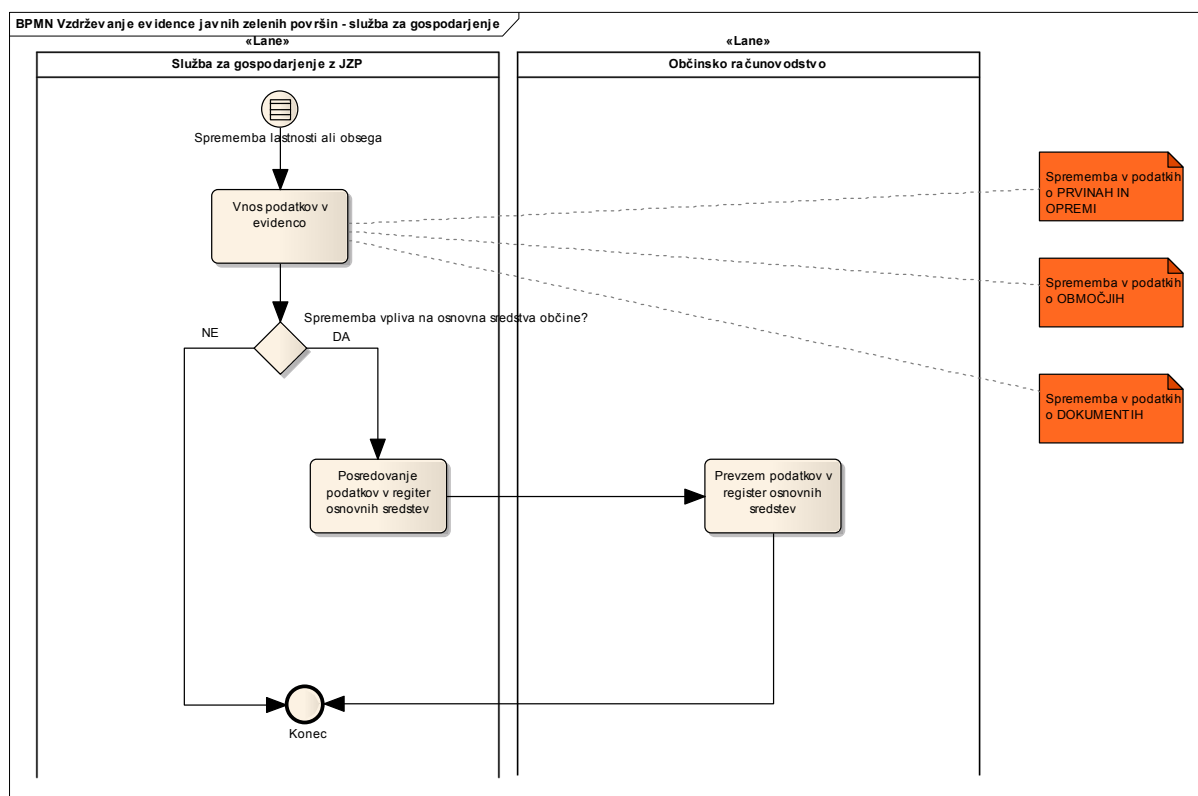 BPMN Vzdrževanje evidence javnih zelenih površin - služba za gospodarjenje
«Lane»
«Lane»
Služba za gospodarjenje z JZP
Občinsko računovodstvo
Sprememba lastnosti ali obsega
Vnos podatkov v
evidenco
Sprememba v podatkih
o PRVINAH IN
OPREMI
Sprememba v podatkih
o OBMOČJIH
Sprememba vpliva na osnovna sredstva občine?
NE
DA
Sprememba v podatkih
o DOKUMENTIH
Posredovanje
podatkov v regiter
osnovnih sredstev
Prevzem podatkov v
register osnovnih
sredstev
Konec